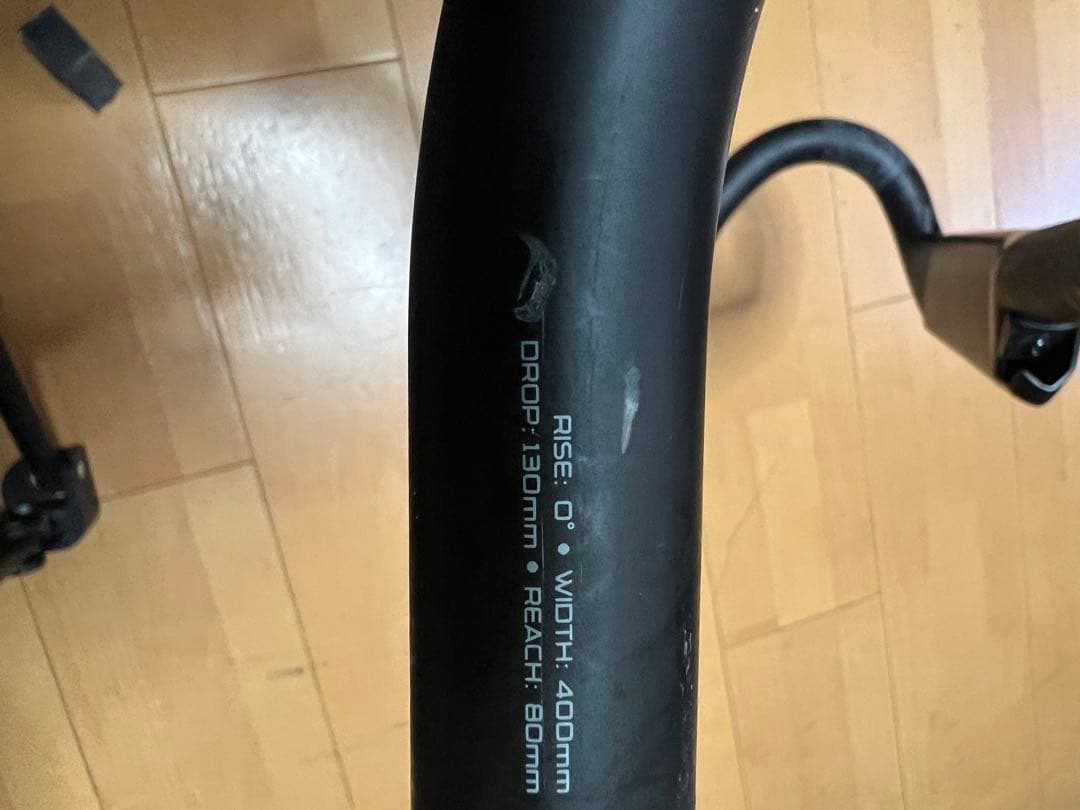 RISE: 0° • WIDTH: 400mm
DROP: 130mm • REACH: 80mm